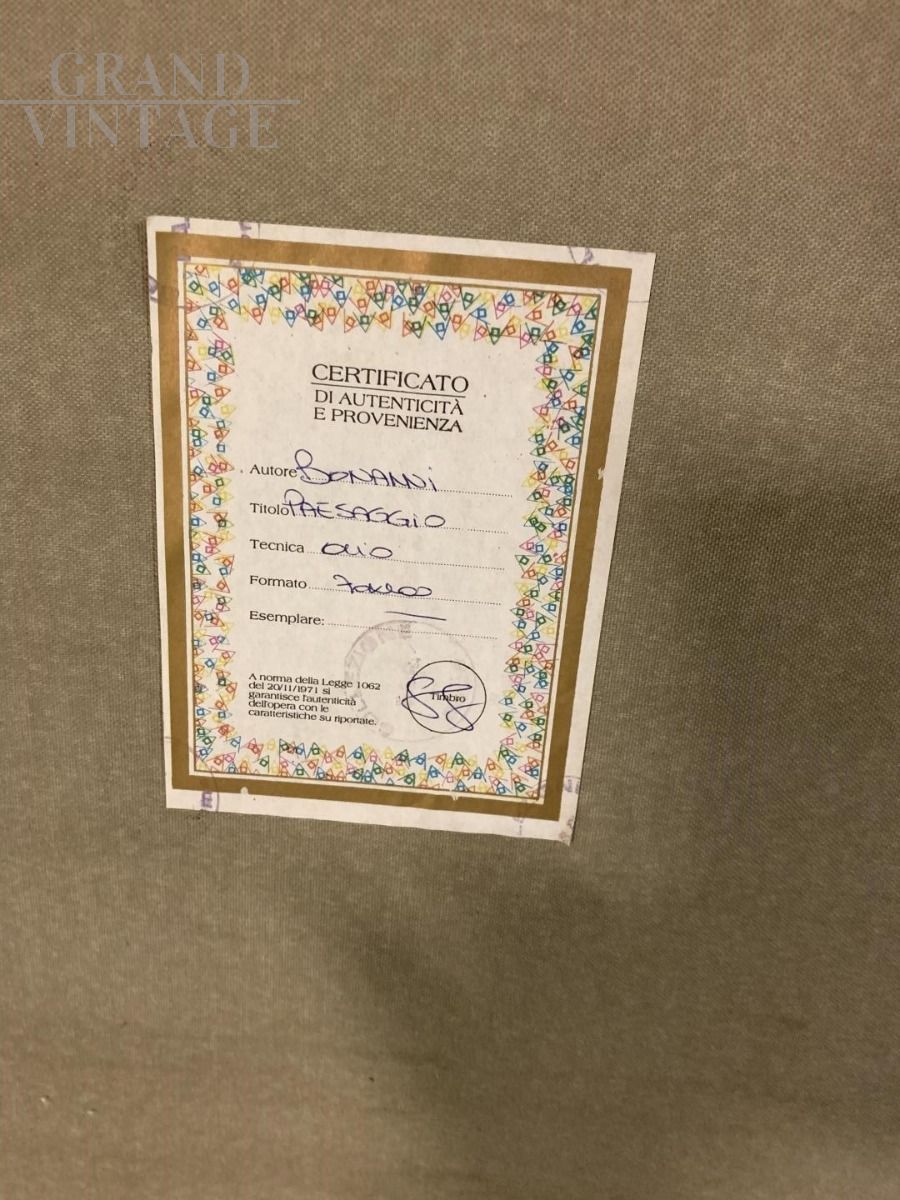 GRAND
VINTAGE
CERTIFICATO
DI AUTENTICITÀ
E PROVENIENZA
Autore BONANNI
Titolo PAESAGGIO
Tecnica OLIO
Formato
Esemplare:
A norma della Legge 1062
del 20/11/1971 si
garantisce l'autenticità
dell'opera con le
caratteristiche su riportate.
Timbro